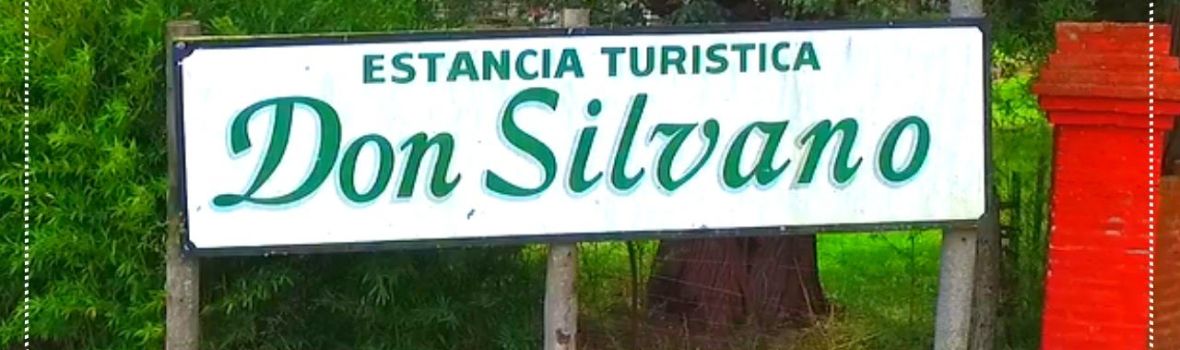 ESTANCIA TURISTICA
Don Silvano